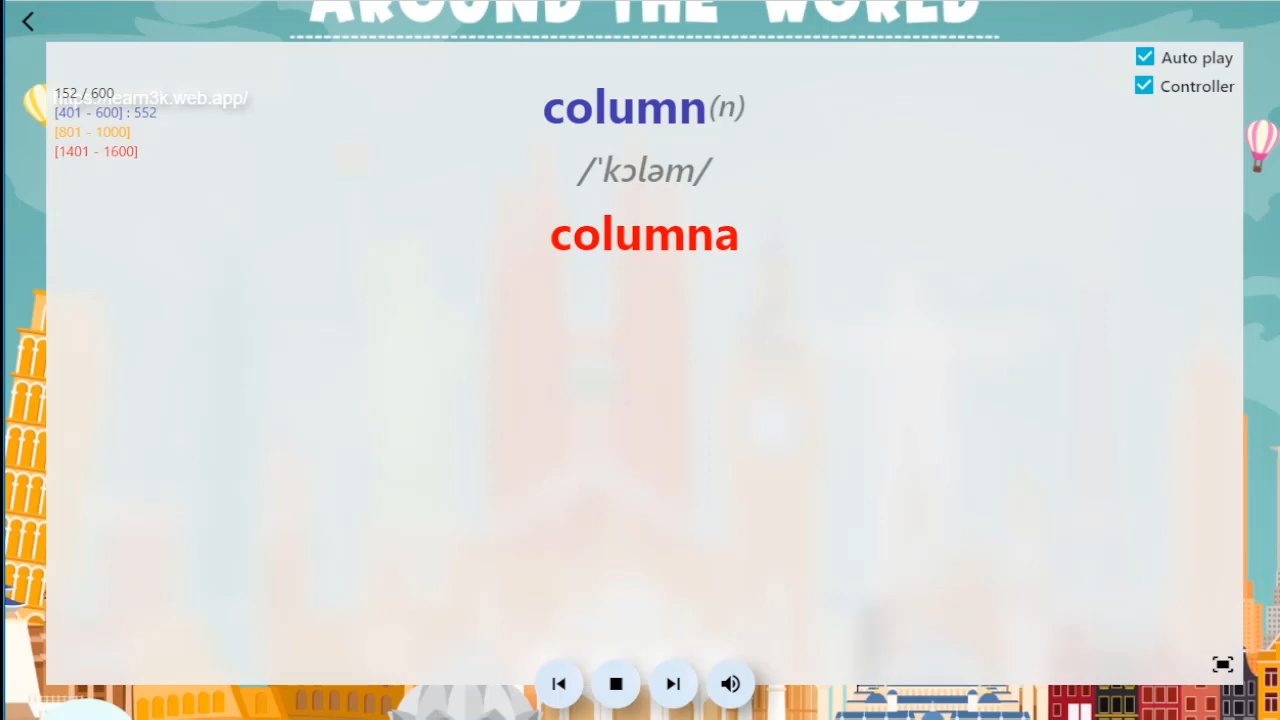 AROUND THE WORLD
Auto play
Controller
152 / 600
https://learn3k.web.app/
[401 - 600] : 552
[801 - 1000]
[1401 - 1600]
column(n)
/ˈkɔləm/
columna